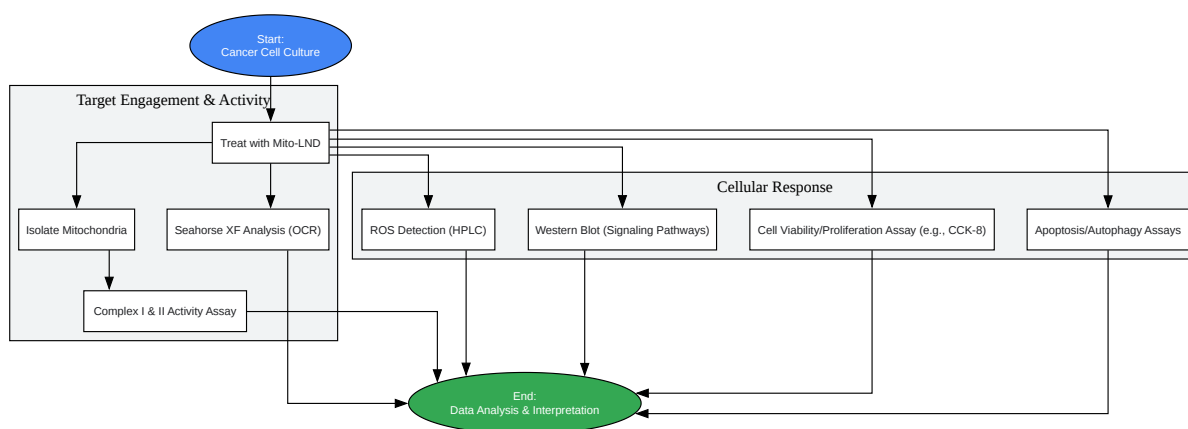 Start:
Cancer Cell Culture
Target Engagement & Activity
Treat with Mito-LND
Cellular Response
Isolate Mitochondria
Seahorse XF Analysis (OCR)
ROS Detection (HPLC)
Western Blot (Signaling Pathways)
Cell Viability/Proliferation Assay (e.g., CCK-8)
Apoptosis/Autophagy Assays
Complex I & II Activity Assay
End:
Data Analysis & Interpretation